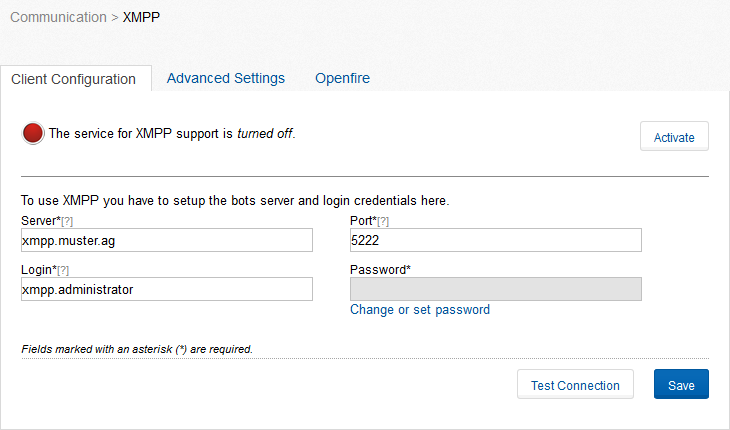 Communication > XMPP
Client Configuration Advanced Settings Openfire
The service for XMPP support is turned off. Activate
To use XMPP you have to setup the bots server and login credentials here.
Server*[?] Port*[?]
xmpp.muster.ag 5222
Login*[?] Password*
xmpp.administrator
Change or set password
Fields marked with an asterisk (*) are required.
Test Connection Save